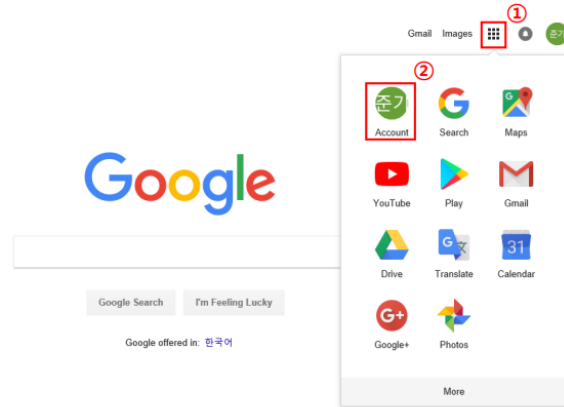 ①
Gmail Images 준기
②
준기
Account Search Maps
YouTube Play Gmail
31
Drive Translate Calendar
Google+ Photos
More
Google
Google Search I'm Feeling Lucky
Google offered in: 한국어